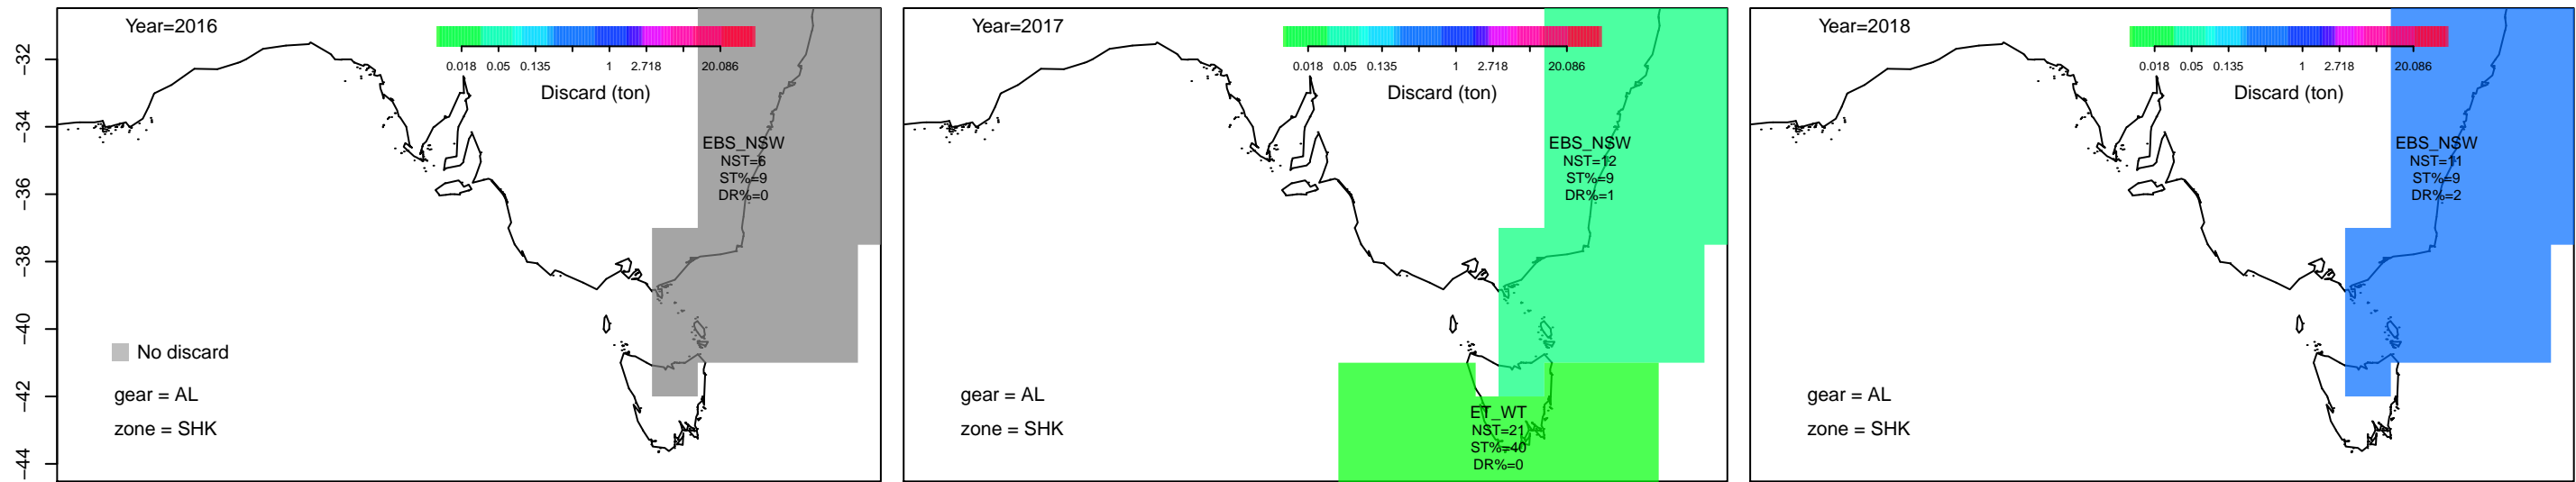 Year=2016
0.018 0.05 0.135 1 2.718 20.086
Discard (ton)
EBS_NSW
NST=6
ST%=9
DR%=0
No discard
gear = AL
zone = SHK
−32
−34
−36
−38
−40
−42
−44
Year=2017
0.018 0.05 0.135 1 2.718 20.086
Discard (ton)
EBS_NSW
NST=12
ST%=9
DR%=1
gear = AL
zone = SHK
ET_WT
NST=21
ST%=40
DR%=0
Year=2018
0.018 0.05 0.135 1 2.718 20.086
Discard (ton)
EBS_NSW
NST=11
ST%=9
DR%=2
gear = AL
zone = SHK